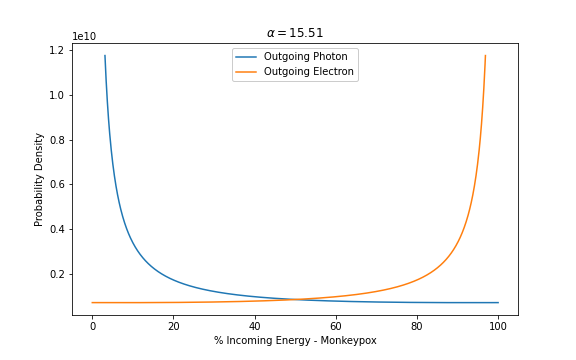 α = 15.51
1e10
Outgoing Photon
Outgoing Electron
1.2
1.0
0.8
0.6
0.4
0.2
Probability Density
0 20 40 60 80 100
% Incoming Energy - Monkeypox